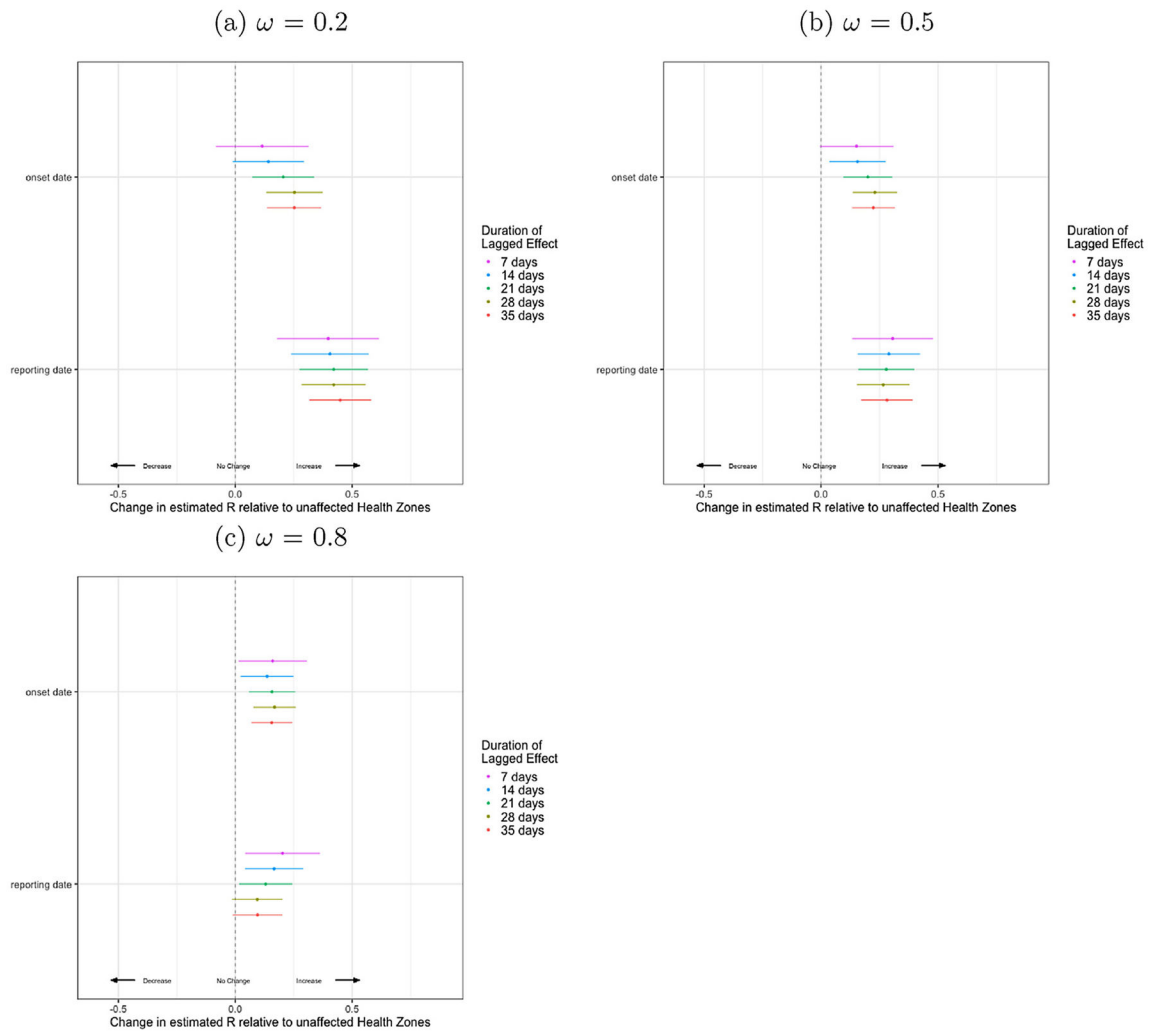 (a) ω = 0.2
onset date
reporting date
Decrease No Change Increase
-0.5 0.0 0.5
Change in estimated R relative to unaffected Health Zones
Duration of
Lagged Effect
7 days
14 days
21 days
28 days
35 days
(b) ω = 0.5
onset date
reporting date
Decrease No Change Increase
-0.5 0.0 0.5
Change in estimated R relative to unaffected Health Zones
Duration of
Lagged Effect
7 days
14 days
21 days
28 days
35 days
(c) ω = 0.8
onset date
reporting date
Decrease No Change Increase
-0.5 0.0 0.5
Change in estimated R relative to unaffected Health Zones
Duration of
Lagged Effect
7 days
14 days
21 days
28 days
35 days